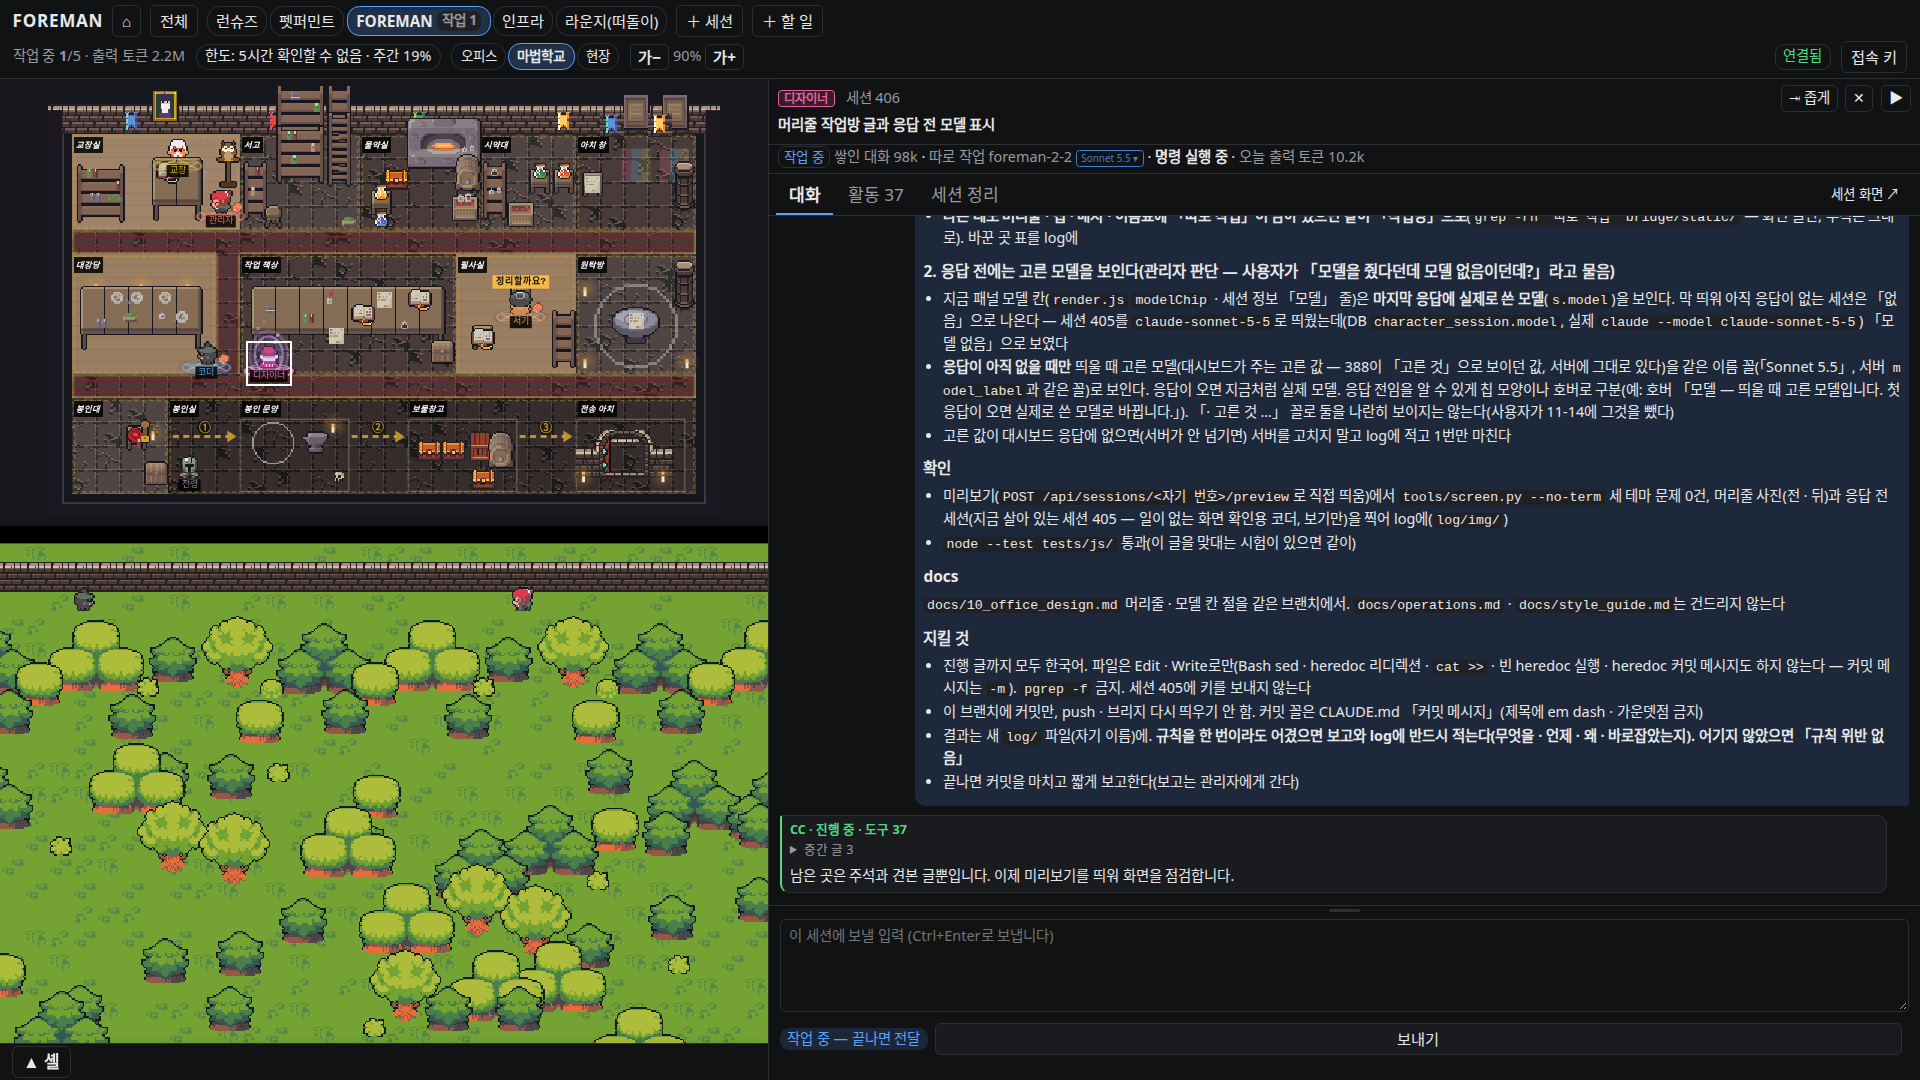 FOREMAN ⌂ 전체 런슈즈 펫퍼민트 FOREMAN 작업 1 인프라 라운지(떠돌이) ＋ 세션 ＋ 할 일
작업 중 1/5 · 출력 토큰 2.2M 한도: 5시간 확인할 수 없음 · 주간 19% 오피스 마법학교 현장 가− 90% 가+ 연결됨 접속 키
교장실 서고 물약실 시약대 아치 창
교장
관리자
대강당 작업 책상 필사실 원탁방
정리할까요?
서기
코더
디자이너
봉인대 봉인실 봉인 문양 보물창고 전송 아치
① ② ③
전령
▲ 셸
디자이너 세션 406 ⇥ 좁게 ✕ ▶
머리줄 작업방 글과 응답 전 모델 표시
작업 중 쌓인 대화 98k · 따로 작업 foreman-2-2 Sonnet 5.5 ▾ · 명령 실행 중 · 오늘 출력 토큰 10.2k
대화 활동 37 세션 정리 세션 화면 ↗
로). 바꾼 곳 표를 log에
2. 응답 전에는 고른 모델을 보인다(관리자 판단 — 사용자가 「모델을 줬다던데 모델 없음이던데?」라고 물음)
• 지금 패널 모델 칸( render.js modelChip · 세션 정보 「모델」 줄)은 마지막 응답에 실제로 쓴 모델( s.model )을 보인다. 막 띄워 아직 응답이 없는 세션은 「없
음」으로 나온다 — 세션 405를 claude-sonnet-5-5 로 띄웠는데(DB character_session.model , 실제 claude --model claude-sonnet-5-5 ) 「모
델 없음」으로 보였다
• 응답이 아직 없을 때만 띄울 때 고른 모델(대시보드가 주는 고른 값 — 388이 「고른 것」으로 보이던 값, 서버에 그대로 있다)을 같은 이름 꼴(「Sonnet 5.5」, 서버 m
odel_label 과 같은 꼴)로 보인다. 응답이 오면 지금처럼 실제 모델. 응답 전임을 알 수 있게 칩 모양이나 호버로 구분(예: 호버 「모델 — 띄울 때 고른 모델입니다. 첫
응답이 오면 실제로 쓴 모델로 바뀝니다.」). 「· 고른 것 …」 꼴로 둘을 나란히 보이지는 않는다(사용자가 11-14에 그것을 뺐다)
• 고른 값이 대시보드 응답에 없으면(서버가 안 넘기면) 서버를 고치지 말고 log에 적고 1번만 마친다
확인
• 미리보기( POST /api/sessions/<자기 번호>/preview 로 직접 띄움)에서 tools/screen.py --no-term 세 테마 문제 0건, 머리줄 사진(전 · 뒤)과 응답 전
세션(지금 살아 있는 세션 405 — 일이 없는 화면 확인용 코더, 보기만)을 찍어 log에( log/img/ )
• node --test tests/js/ 통과(이 글을 맞대는 시험이 있으면 같이)
docs
docs/10_office_design.md 머리줄 · 모델 칸 절을 같은 브랜치에서. docs/operations.md · docs/style_guide.md 는 건드리지 않는다
지킬 것
• 진행 글까지 모두 한국어. 파일은 Edit · Write로만(Bash sed · heredoc 리디렉션 · cat >> · 빈 heredoc 실행 · heredoc 커밋 메시지도 하지 않는다 — 커밋 메
시지는 -m ). pgrep -f 금지. 세션 405에 키를 보내지 않는다
• 이 브랜치에 커밋만, push · 브리지 다시 띄우기 안 함. 커밋 꼴은 CLAUDE.md 「커밋 메시지」(제목에 em dash · 가운뎃점 금지)
• 결과는 새 log/ 파일(자기 이름)에. 규칙을 한 번이라도 어겼으면 보고와 log에 반드시 적는다(무엇을 · 언제 · 왜 · 바로잡았는지). 어기지 않았으면 「규칙 위반 없
음」
• 끝나면 커밋을 마치고 짧게 보고한다(보고는 관리자에게 간다)
CC · 진행 중 · 도구 37
▶ 중간 글 3
남은 곳은 주석과 견본 글뿐입니다. 이제 미리보기를 띄워 화면을 점검합니다.
이 세션에 보낼 입력 (Ctrl+Enter로 보냅니다)
작업 중 — 끝나면 전달 보내기